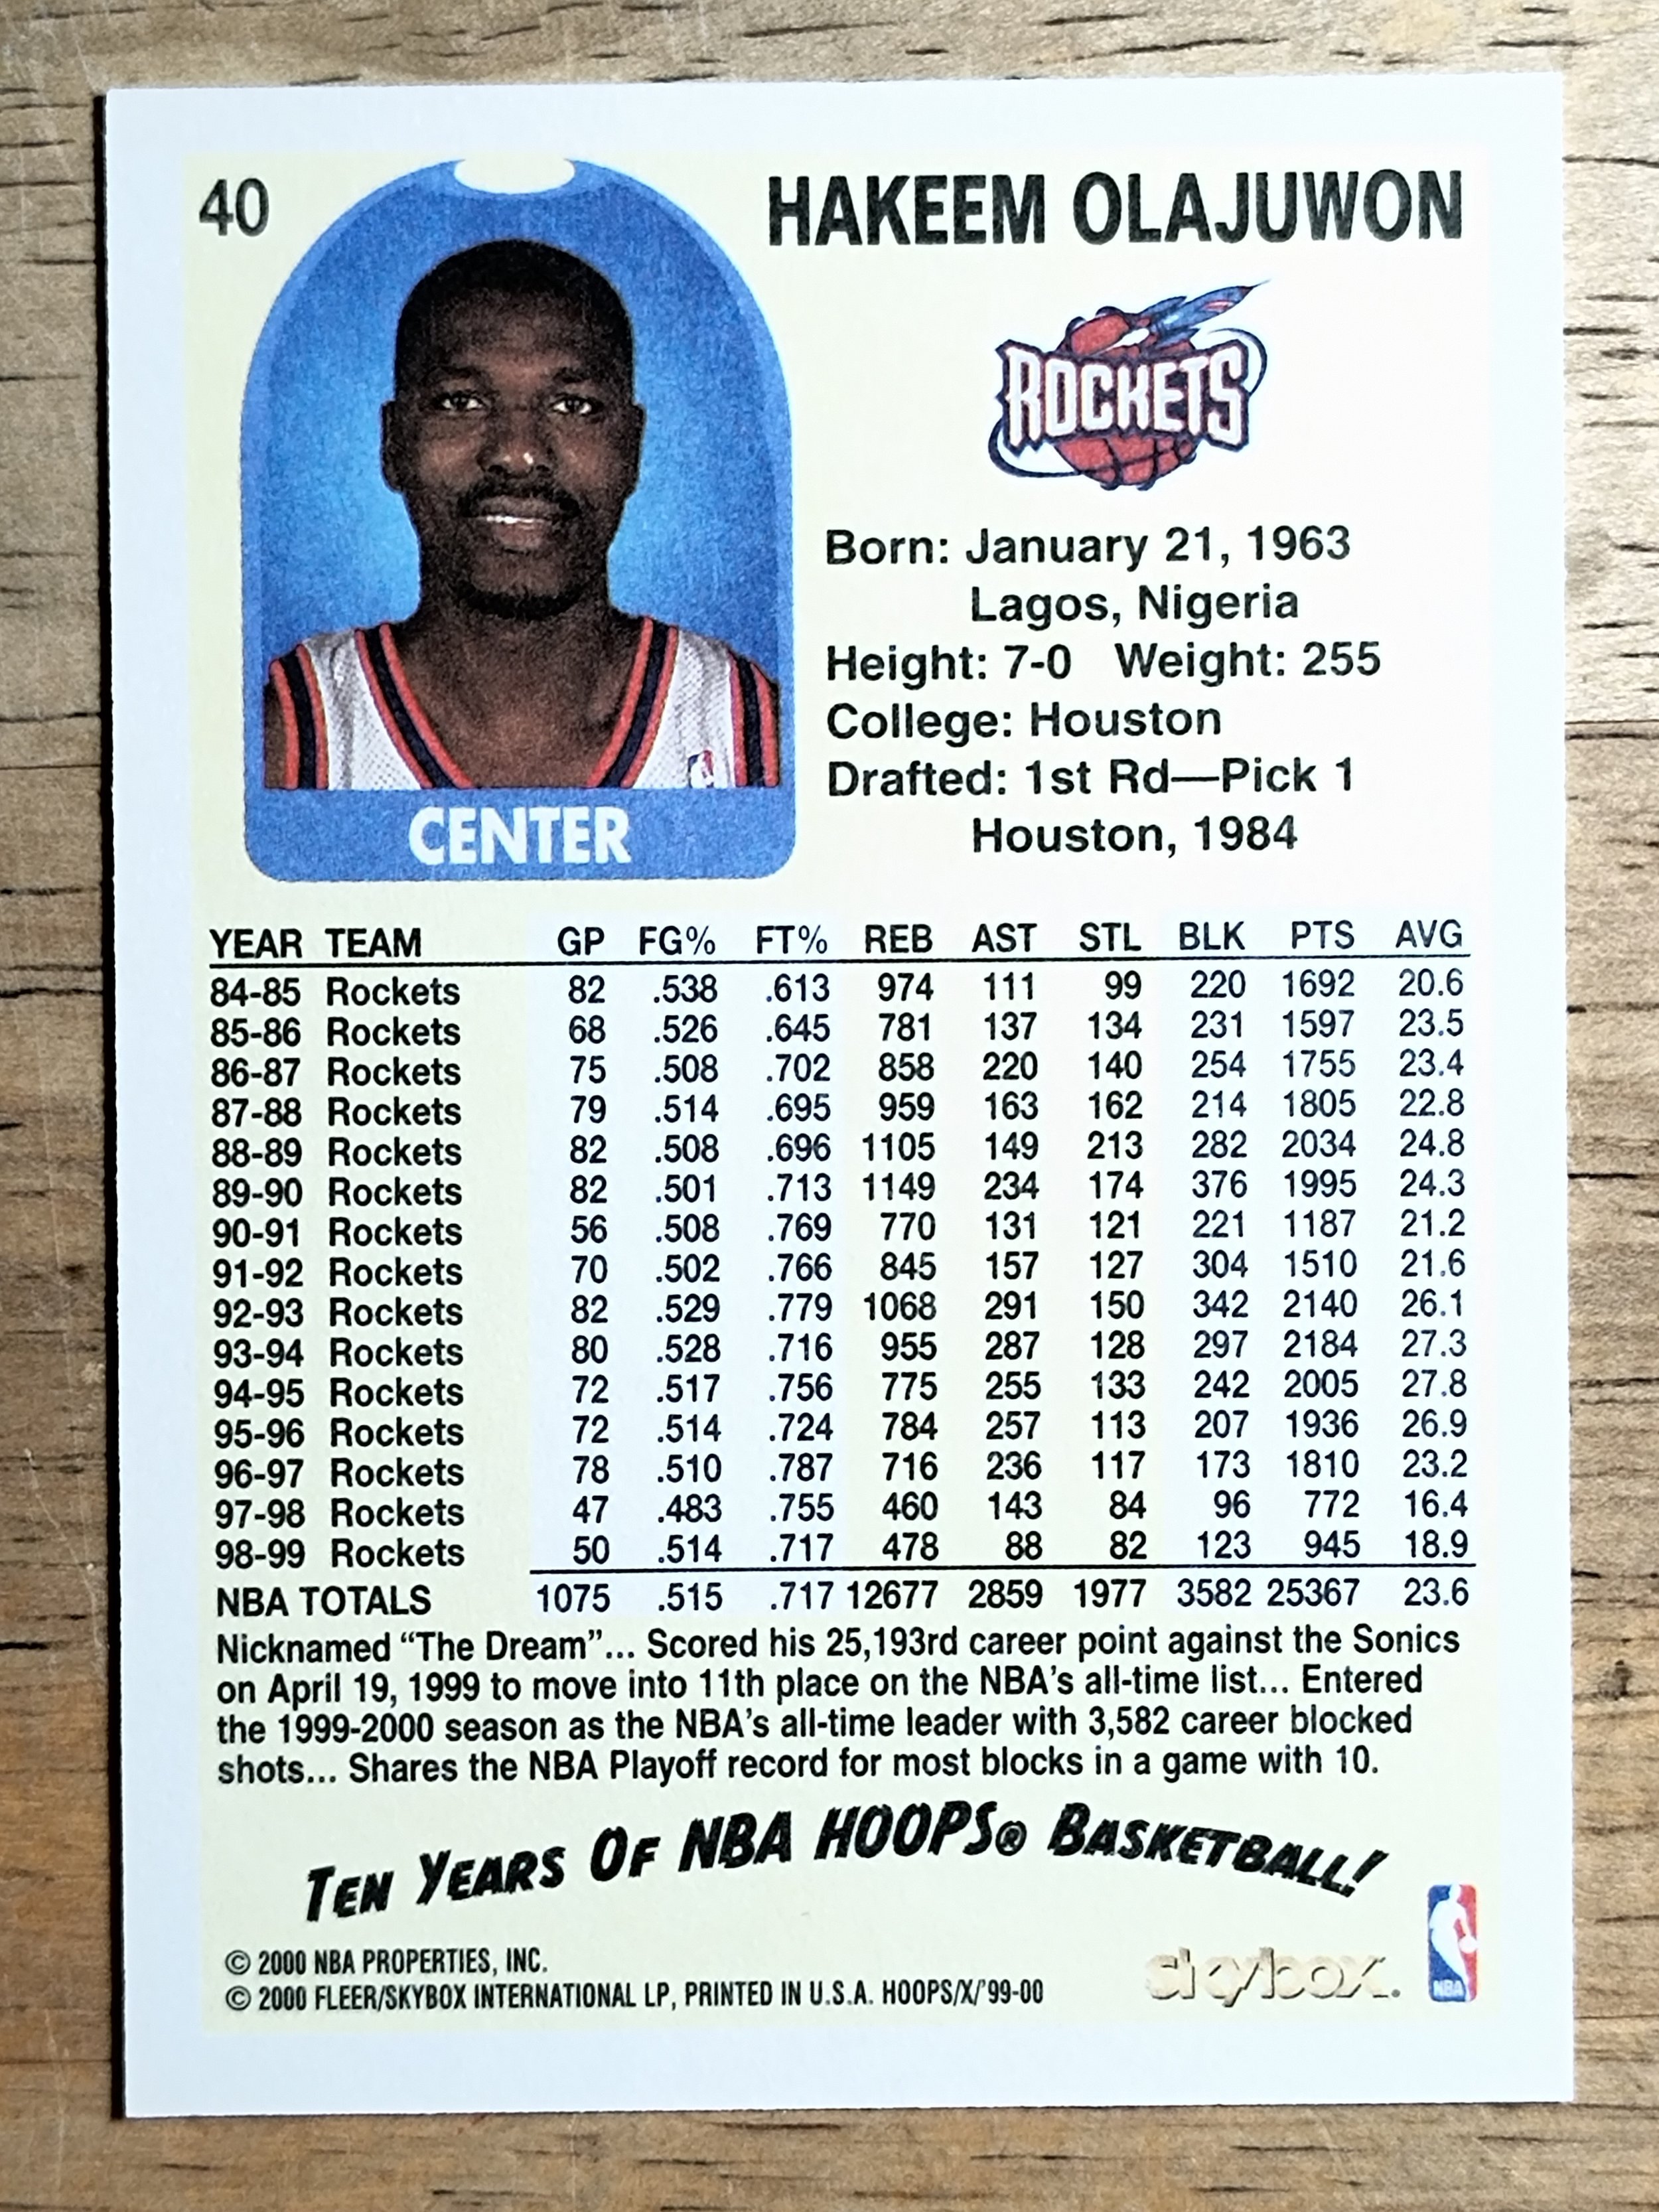 40
HAKEEM OLAJUWON
ROCKETS
Born: January 21, 1963
Lagos, Nigeria
Height: 7-0 Weight: 255
College: Houston
Drafted: 1st Rd—Pick 1
Houston, 1984
CENTER
YEAR TEAM GP FG% FT% REB AST STL BLK PTS AVG
84-85 Rockets 82 .538 .613 974 111 99 220 1692 20.6
85-86 Rockets 68 .526 .645 781 137 134 231 1597 23.5
86-87 Rockets 75 .508 .702 858 220 140 254 1755 23.4
87-88 Rockets 79 .514 .695 959 163 162 214 1805 22.8
88-89 Rockets 82 .508 .696 1105 149 213 282 2034 24.8
89-90 Rockets 82 .501 .713 1149 234 174 376 1995 24.3
90-91 Rockets 56 .508 .769 770 131 121 221 1187 21.2
91-92 Rockets 70 .502 .766 845 157 127 304 1510 21.6
92-93 Rockets 82 .529 .779 1068 291 150 342 2140 26.1
93-94 Rockets 80 .528 .716 955 287 128 297 2184 27.3
94-95 Rockets 72 .517 .756 775 255 133 242 2005 27.8
95-96 Rockets 72 .514 .724 784 257 113 207 1936 26.9
96-97 Rockets 78 .510 .787 716 236 117 173 1810 23.2
97-98 Rockets 47 .483 .755 460 143 84 96 772 16.4
98-99 Rockets 50 .514 .717 478 88 82 123 945 18.9
NBA TOTALS 1075 .515 .717 12677 2859 1977 3582 25367 23.6
Nicknamed “The Dream”... Scored his 25,193rd career point against the Sonics
on April 19, 1999 to move into 11th place on the NBA’s all-time list... Entered
the 1999-2000 season as the NBA’s all-time leader with 3,582 career blocked
shots... Shares the NBA Playoff record for most blocks in a game with 10.
TEN YEARS OF NBA HOOPS® BASKETBALL!
© 2000 NBA PROPERTIES, INC.
© 2000 FLEER/SKYBOX INTERNATIONAL LP, PRINTED IN U.S.A. HOOPS/X/'99-00
skybox.
NBA